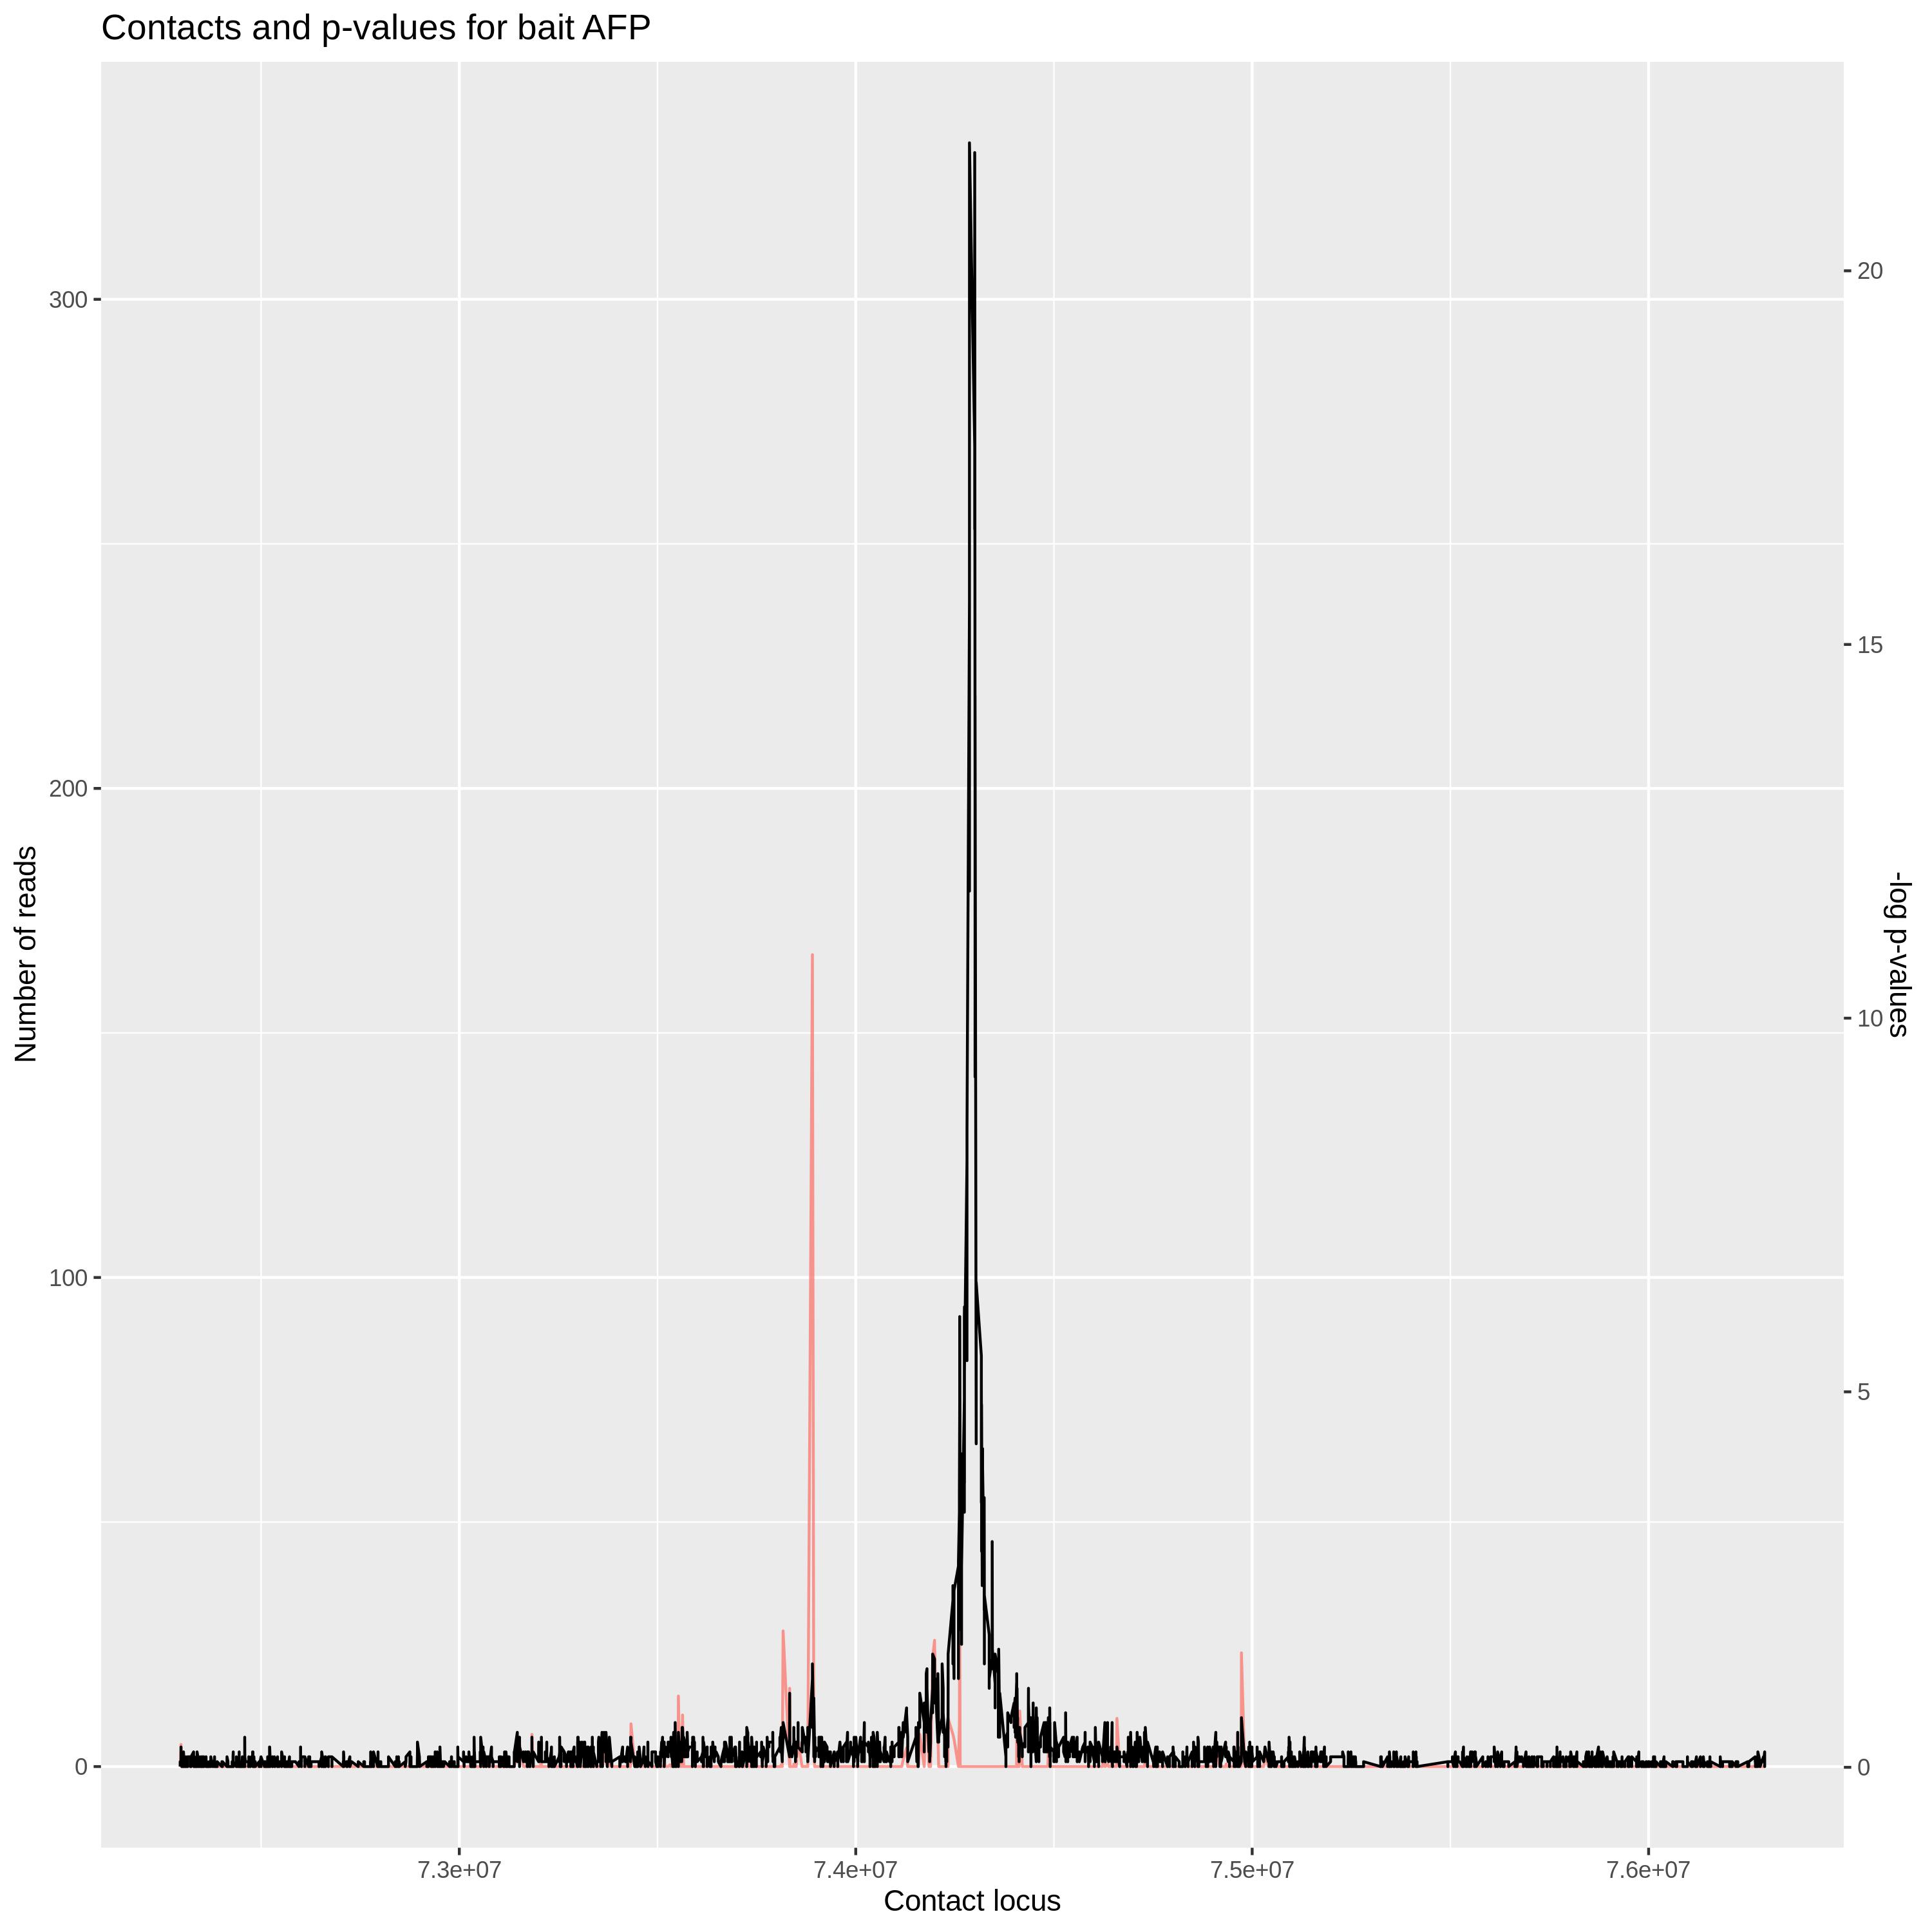 Contacts and p-values for bait AFP
300
200
100
0
Number of reads
20
15
10
5
0
-log p-values
7.3e+07
7.4e+07
7.5e+07
7.6e+07
Contact locus